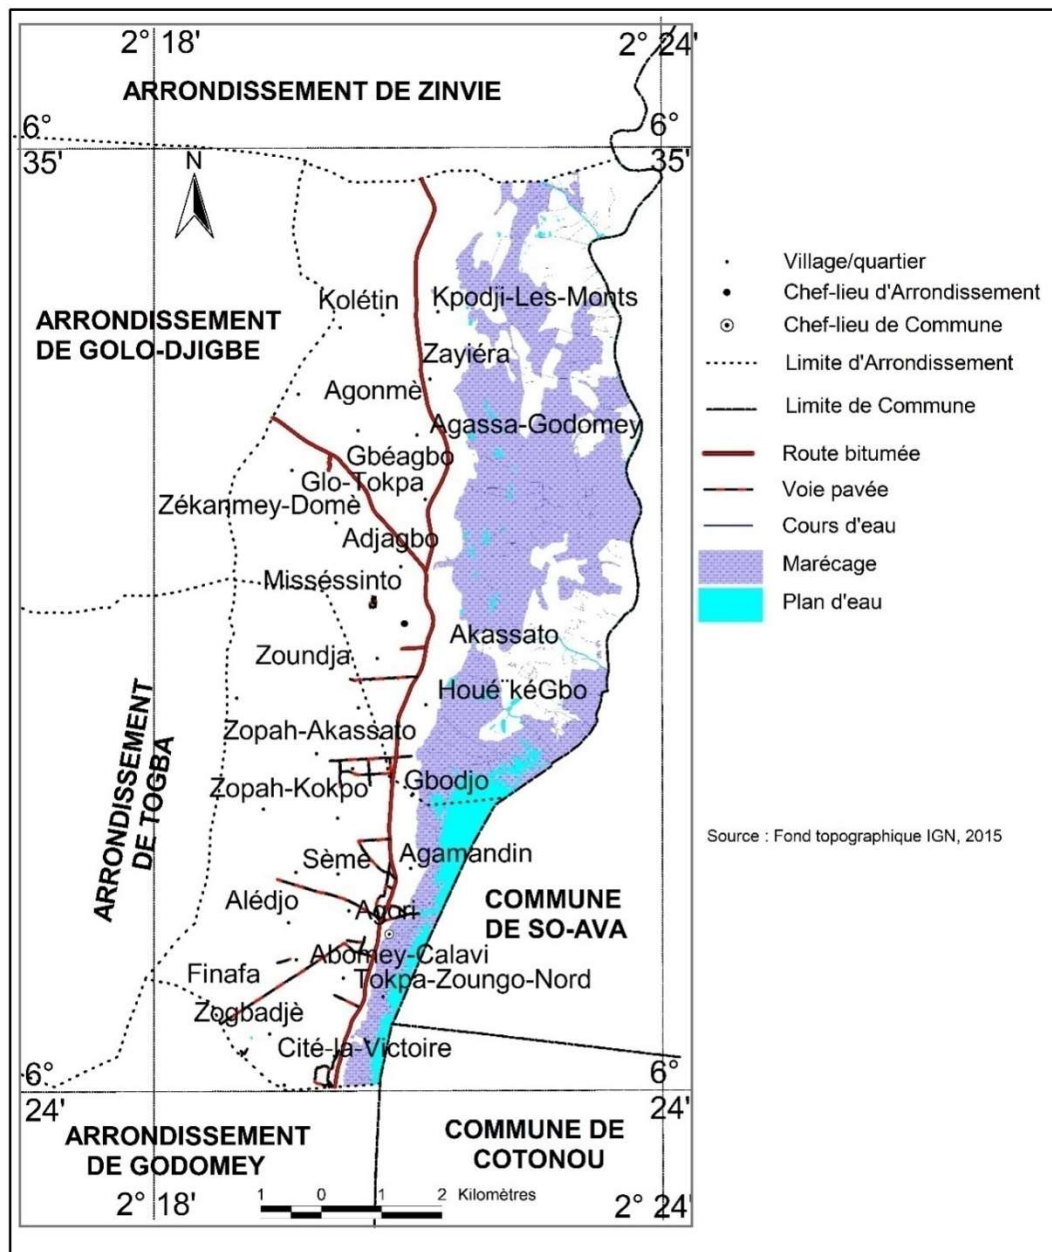 2° 18'
2° 24'
ARRONDISSEMENT DE ZINVIE
6°
35'
6°
35'
N
Kolétin
Kpodji-Les-Monts
ARRONDISSEMENT
DE GOLO-DJIGBE
Zayiéra
Agonmè
Agassa-Godomey
Gbéagbo
Glo-Tokpa
Zékanmey-Domè
Adjagbo
Misséssinto
Akassato
Zoundja
Houé¨kéGbo
ARRONDISSEMENT
DE TOGBA
Zopah-Akassato
Zopah-Kokpo
Gbodjo
Sèmè
Agamandin
Alédjo
Agori
COMMUNE
DE SO-AVA
Abomey-Calavi
Finafa
Tokpa-Zoungo-Nord
Zogbadjè
Cité-la-Victoire
6°
24'
6°
24'
ARRONDISSEMENT
DE GODOMEY
COMMUNE DE
COTONOU
1 0 1 2 Kilomètres
2° 18'
2° 24'
Village/quartier
Chef-lieu d'Arrondissement
Chef-lieu de Commune
Limite d'Arrondissement
Limite de Commune
Route bitumée
Voie pavée
Cours d'eau
Marécage
Plan d'eau
Source : Fond topographique IGN, 2015